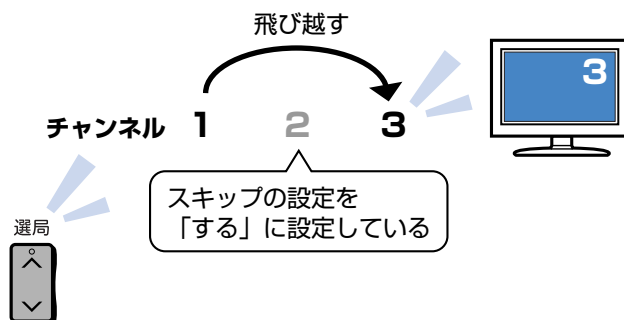 飛び越す
3
チャンネル 1 2 3
スキップの設定を
「する」に設定している
選局